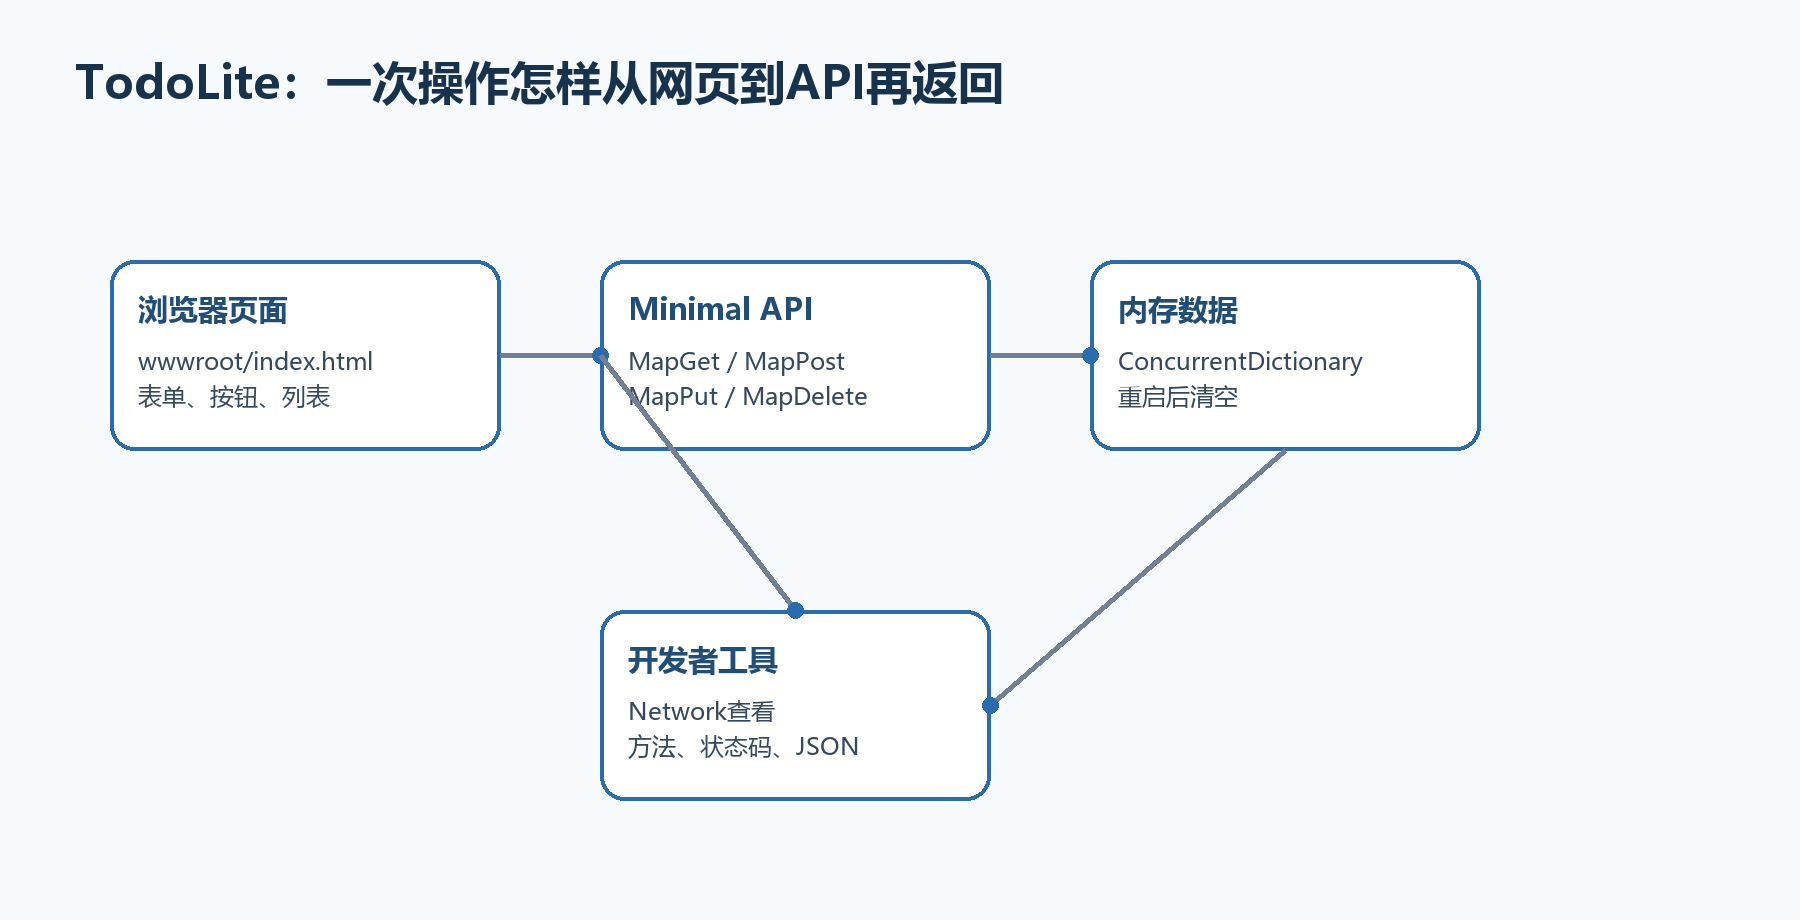 TodoLite：一次操作怎样从网页到API再返回
浏览器页面
wwwroot/index.html
表单、按钮、列表
Minimal API
MapGet / MapPost
MapPut / MapDelete
内存数据
ConcurrentDictionary
重启后清空
开发者工具
Network查看
方法、状态码、JSON